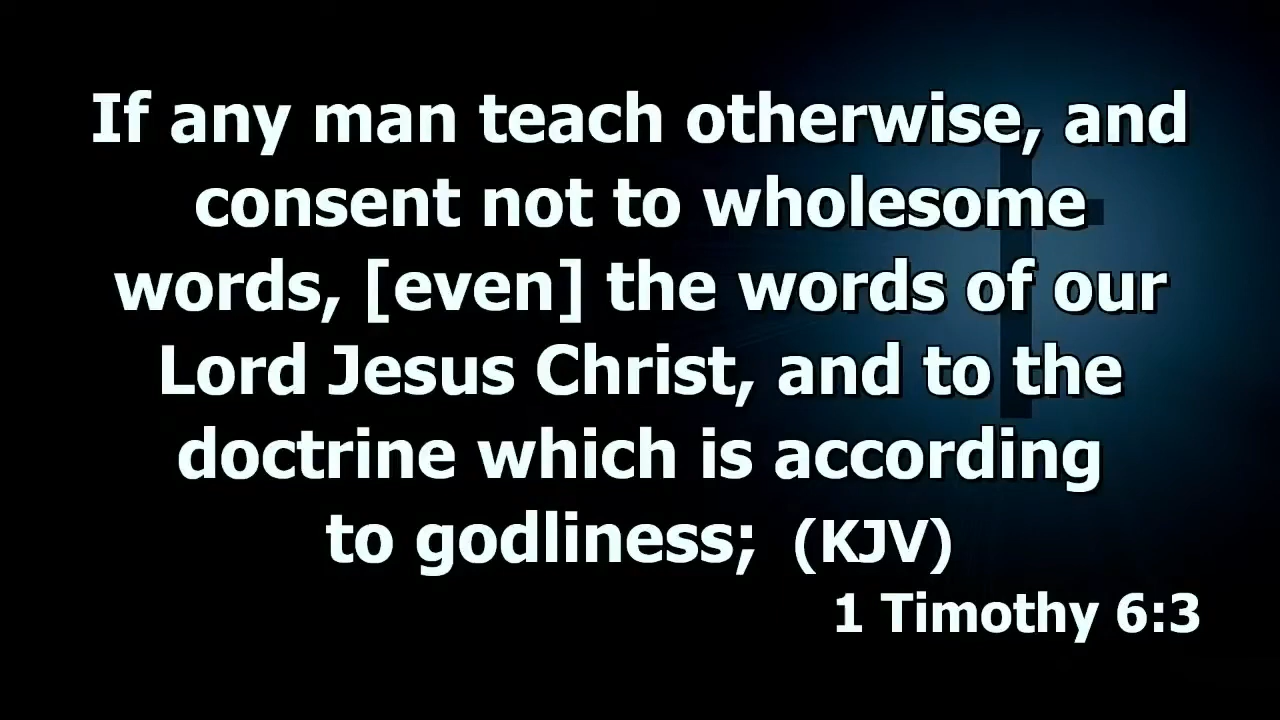 If any man teach otherwise, and
consent not to wholesome
words, [even] the words of our
Lord Jesus Christ, and to the
doctrine which is according
to godliness; (KJV)
1 Timothy 6:3